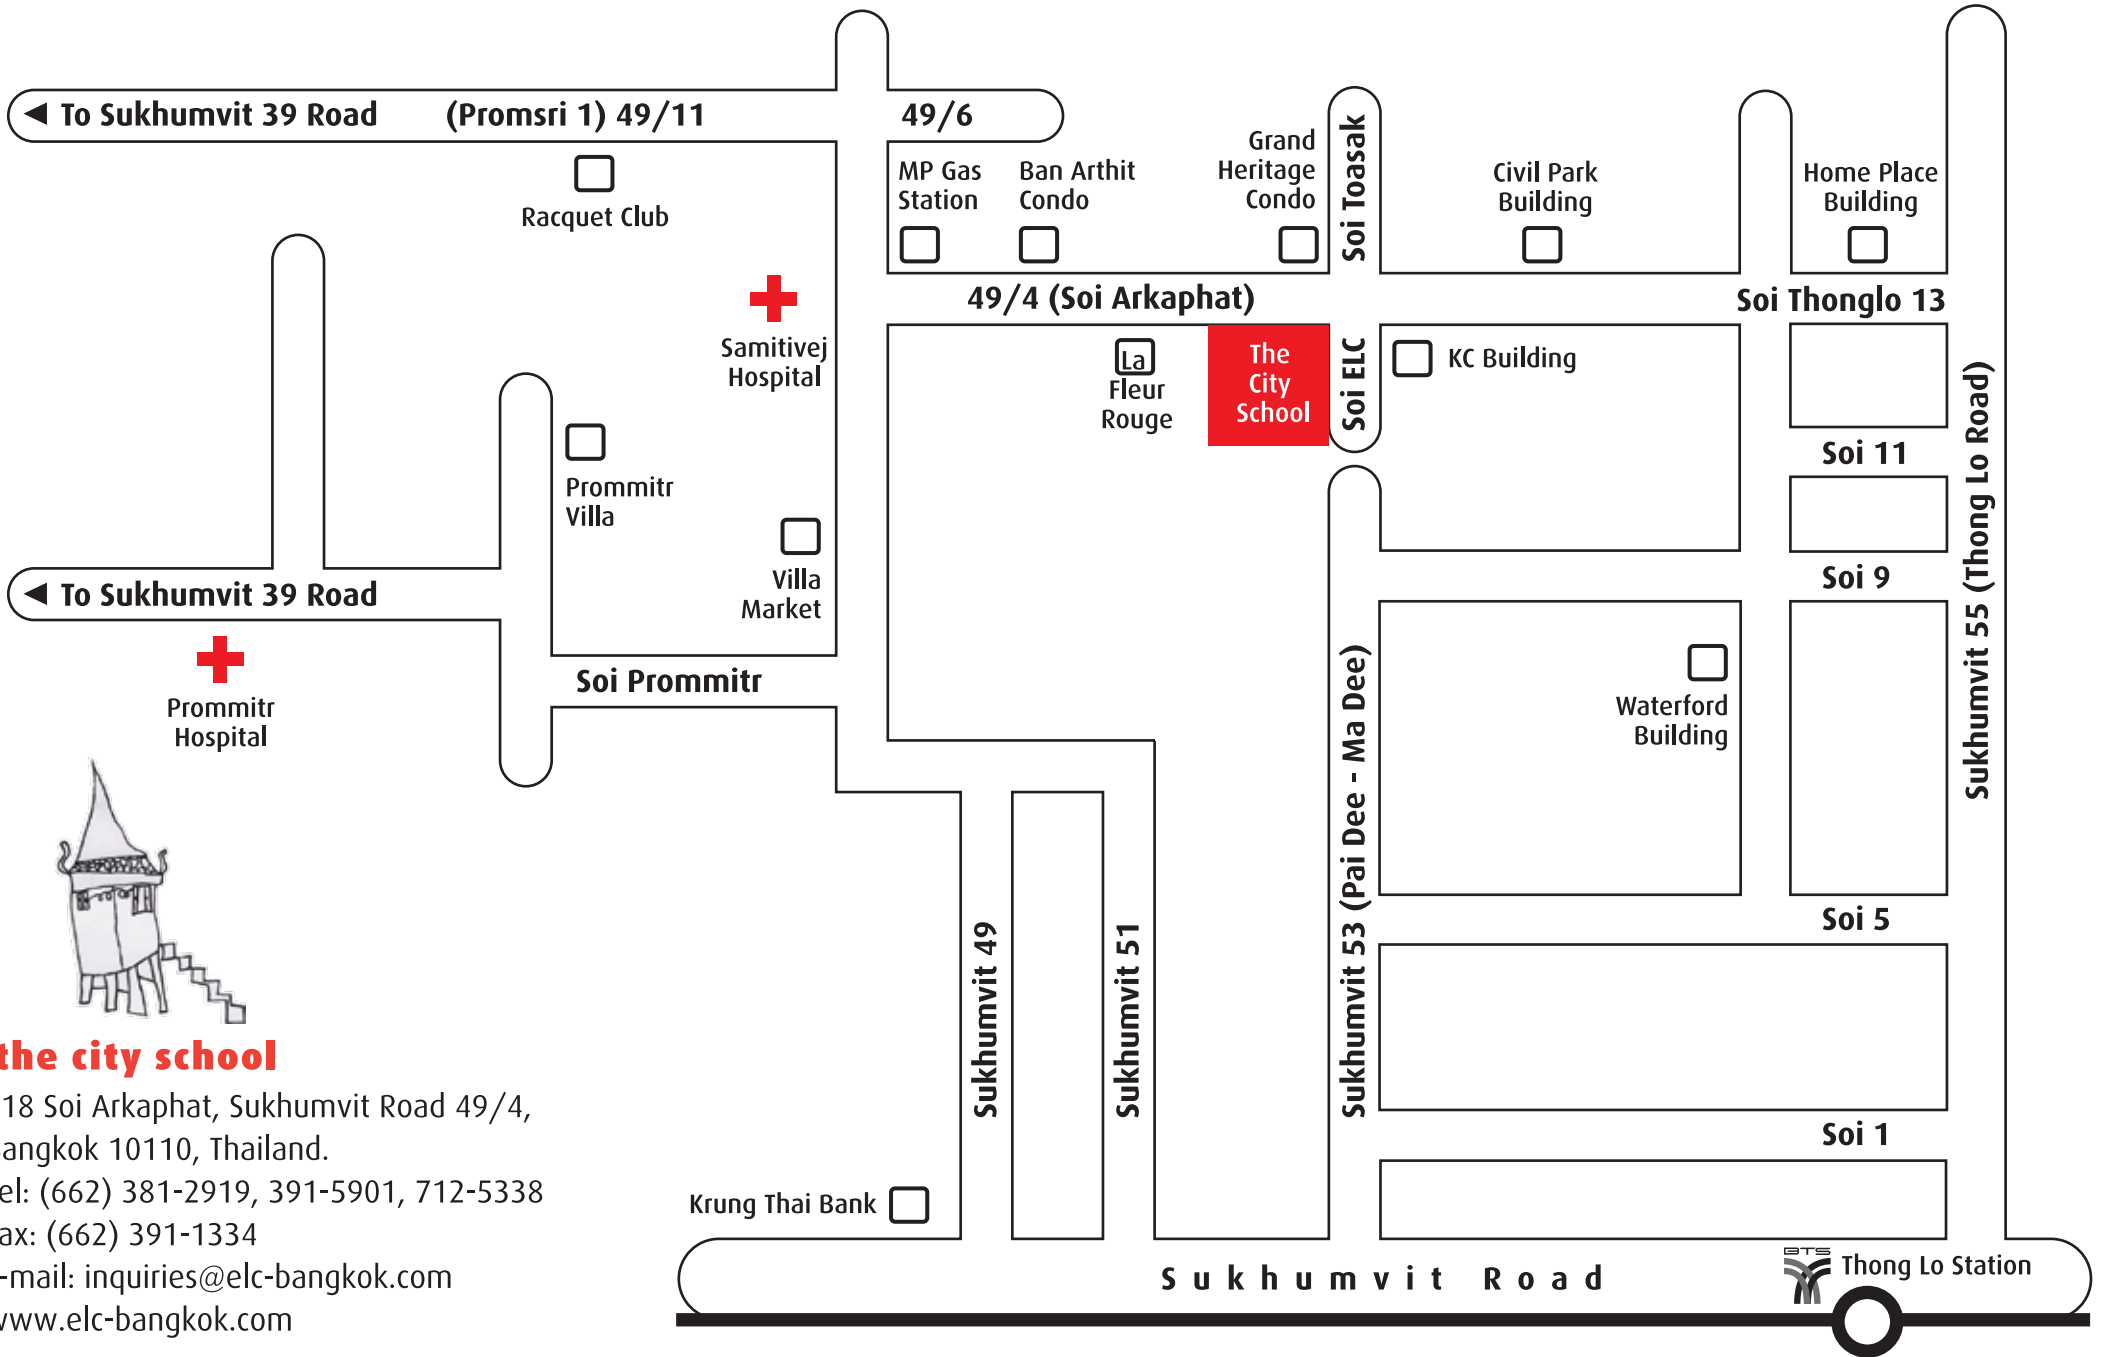 To Sukhumvit 39 Road
(Promsri 1) 49/11
49/6
Racquet Club
MP Gas
Station
Ban Arthit
Condo
Grand
Heritage
Condo
Soi Toasak
Civil Park
Building
Home Place
Building
Samitivej
Hospital
49/4 (Soi Arkaphat)
Soi Thonglo 13
La
Fleur
Rouge
The
City
School
Soi ELC
KC Building
Soi 11
Prommitr
Villa
Villa
Market
To Sukhumvit 39 Road
Soi 9
Sukhumvit 55 (Thong Lo Road)
Prommitr
Hospital
Soi Prommitr
Waterford
Building
Sukhumvit 49
Sukhumvit 51
Sukhumvit 53 (Pai Dee - Ma Dee)
Soi 5
Soi 1
Krung Thai Bank
Sukhumvit Road
BTS
Thong Lo Station
the city school
18 Soi Arkaphat, Sukhumvit Road 49/4,
angkok 10110, Thailand.
el: (662) 381-2919, 391-5901, 712-5338
ax: (662) 391-1334
-mail: inquiries@elc-bangkok.com
www.elc-bangkok.com